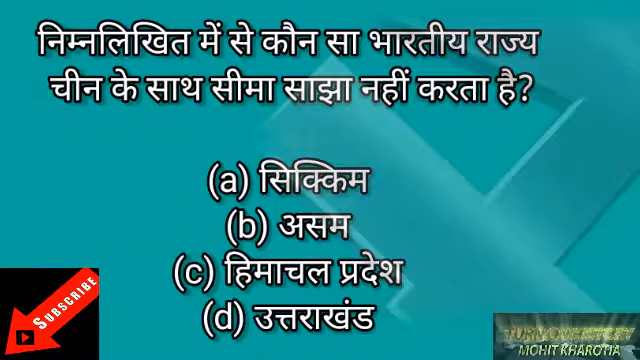 निम्नलिखित में से कौन सा भारतीय राज्य
चीन के साथ सीमा साझा नहीं करता है?
(a) सिक्किम
(b) असम
(c) हिमाचल प्रदेश
(d) उत्तराखंड
SUBSCRIBE
MOHIT KHAROTIA